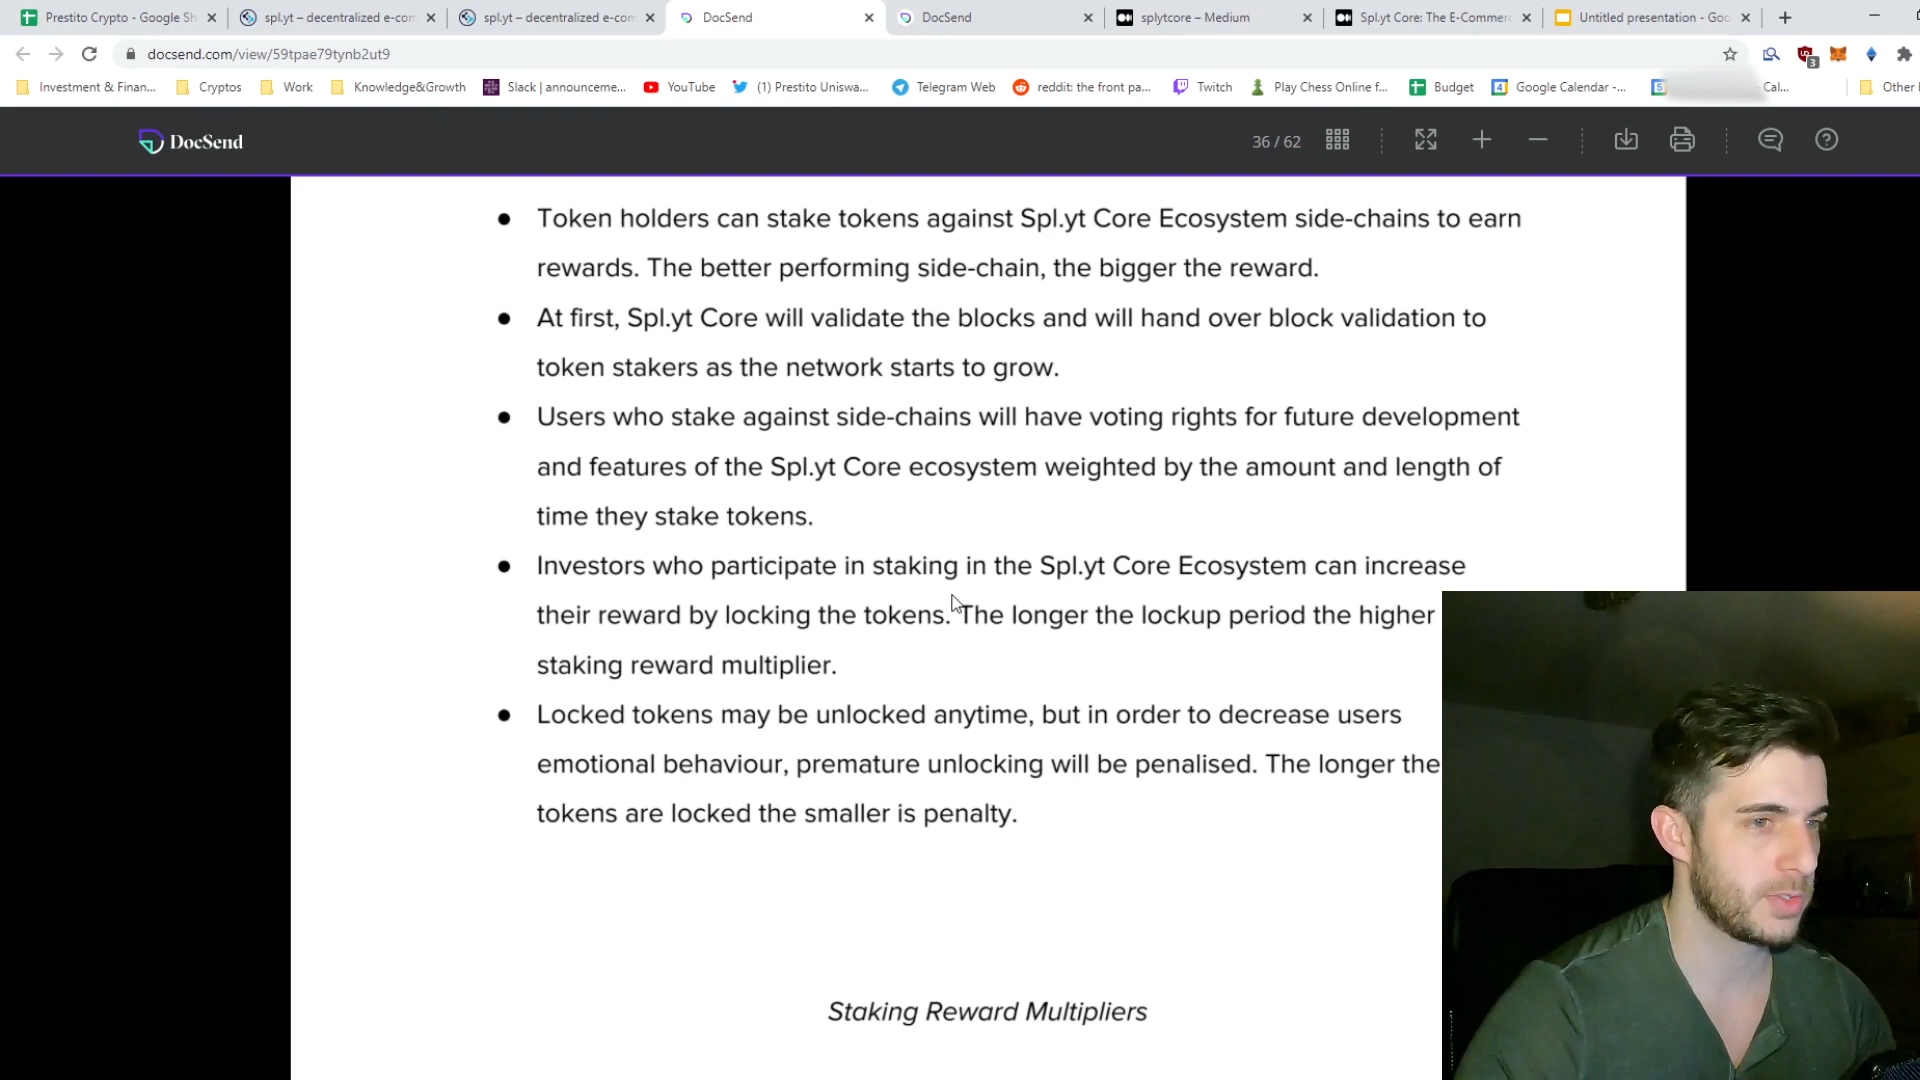 Prestito Crypto - Google Sh
spl.yt – decentralized e-com
spl.yt – decentralized e-com
DocSend
DocSend
splytcore – Medium
Spl.yt Core: The E-Commerc
Untitled presentation - Goo
docsend.com/view/59tpae79tynb2ut9
3
Investment & Finan...
Cryptos
Work
Knowledge&Growth
Slack | announceme...
YouTube
(1) Prestito Uniswa...
Telegram Web
reddit: the front pa...
Twitch
Play Chess Online f...
Budget
4
Google Calendar -...
5
Cal...
Other
DocSend
36 / 62
● Token holders can stake tokens against Spl.yt Core Ecosystem side-chains to earn
rewards. The better performing side-chain, the bigger the reward.
● At first, Spl.yt Core will validate the blocks and will hand over block validation to
token stakers as the network starts to grow.
● Users who stake against side-chains will have voting rights for future development
and features of the Spl.yt Core ecosystem weighted by the amount and length of
time they stake tokens.
● Investors who participate in staking in the Spl.yt Core Ecosystem can increase
their reward by locking the tokens. The longer the lockup period the higher
staking reward multiplier.
● Locked tokens may be unlocked anytime, but in order to decrease users
emotional behaviour, premature unlocking will be penalised. The longer the
tokens are locked the smaller is penalty.
Staking Reward Multipliers